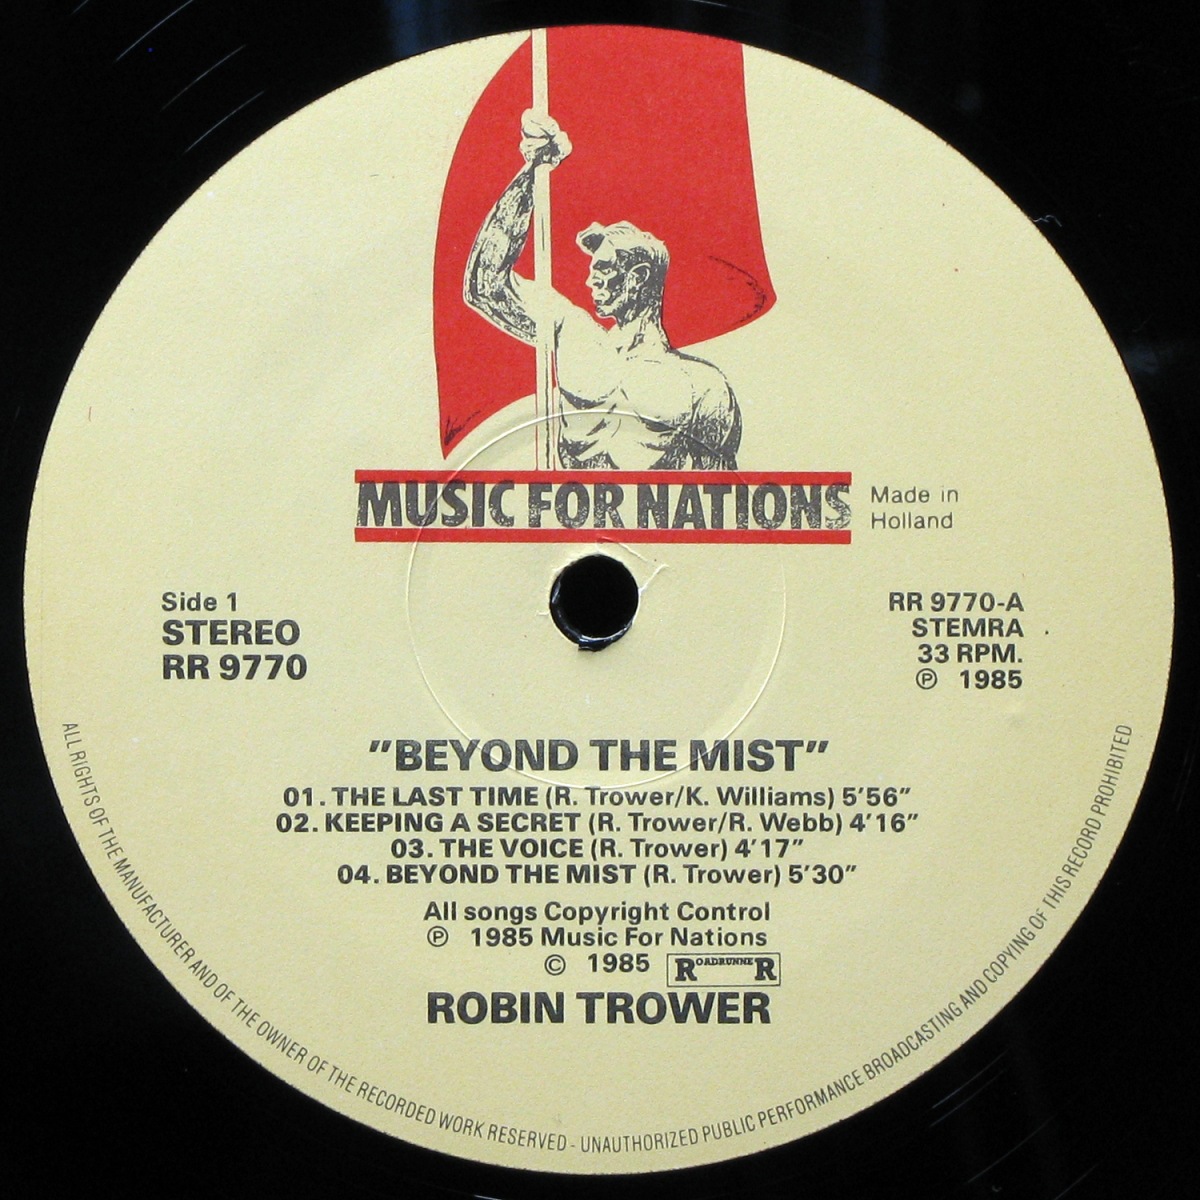 MUSIC FOR NATIONS
Made in
Holland
Side 1
STEREO
RR 9770
RR 9770-A
STEMRA
33 RPM.
℗ 1985
"BEYOND THE MIST"
01. THE LAST TIME (R. Trower/K. Williams) 5'56"
02. KEEPING A SECRET (R. Trower/R. Webb) 4'16"
03. THE VOICE (R. Trower) 4'17"
04. BEYOND THE MIST (R. Trower) 5'30"
All songs Copyright Control
℗ 1985 Music For Nations
© 1985 ROADRUNNER
ROBIN TROWER
ALL RIGHTS OF THE MANUFACTURER AND OF THE OWNER OF THE RECORDED WORK RESERVED - UNAUTHORIZED PUBLIC PERFORMANCE BROADCASTING AND COPYING OF THIS RECORD PROHIBITED